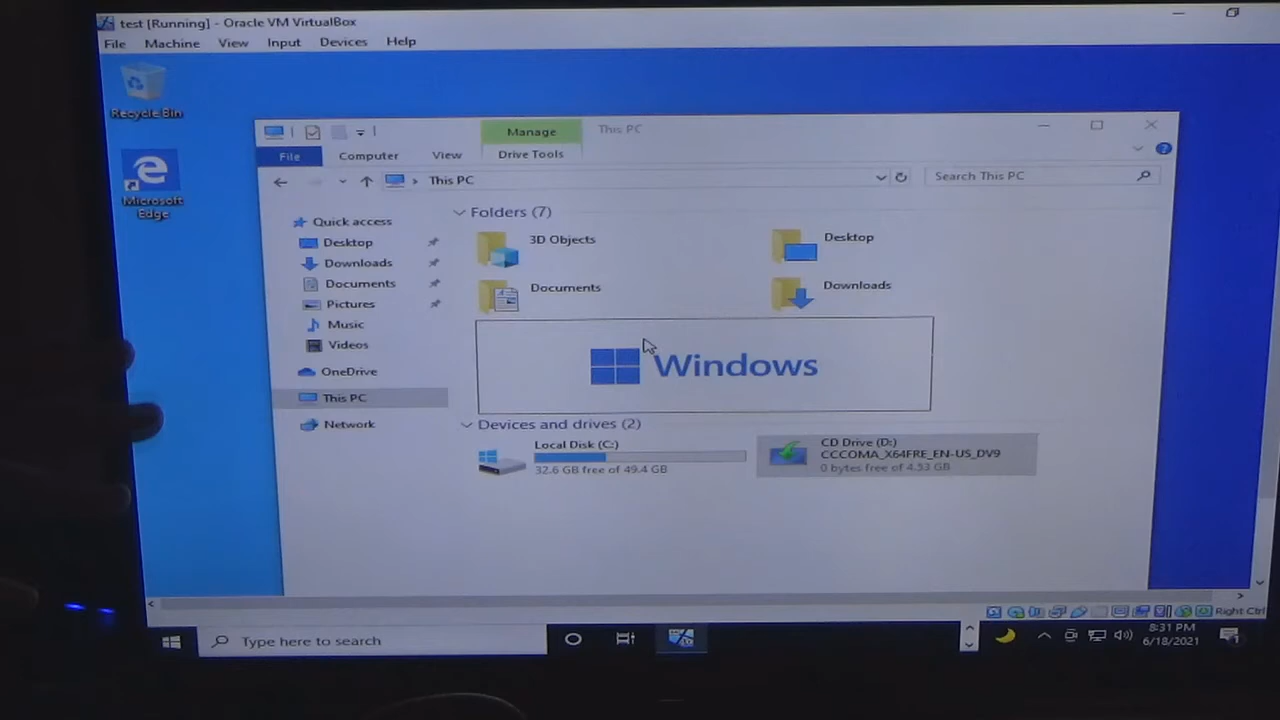 test [Running] - Oracle VM VirtualBox
File Machine View Input Devices Help
Recycle Bin
Microsoft
Edge
Manage This PC
File Computer View Drive Tools
This PC
Search This PC
Quick access
Desktop
Downloads
Documents
Pictures
Music
Videos
OneDrive
This PC
Network
Folders (7)
3D Objects
Desktop
Documents
Downloads
Windows
Devices and drives (2)
Local Disk (C:)
32.6 GB free of 49.4 GB
CD Drive (D:)
CCCOMA_X64FRE_EN-US_DV9
0 bytes free of 4.53 GB
Right Ctrl
Type here to search
8:31 PM
6/18/2021